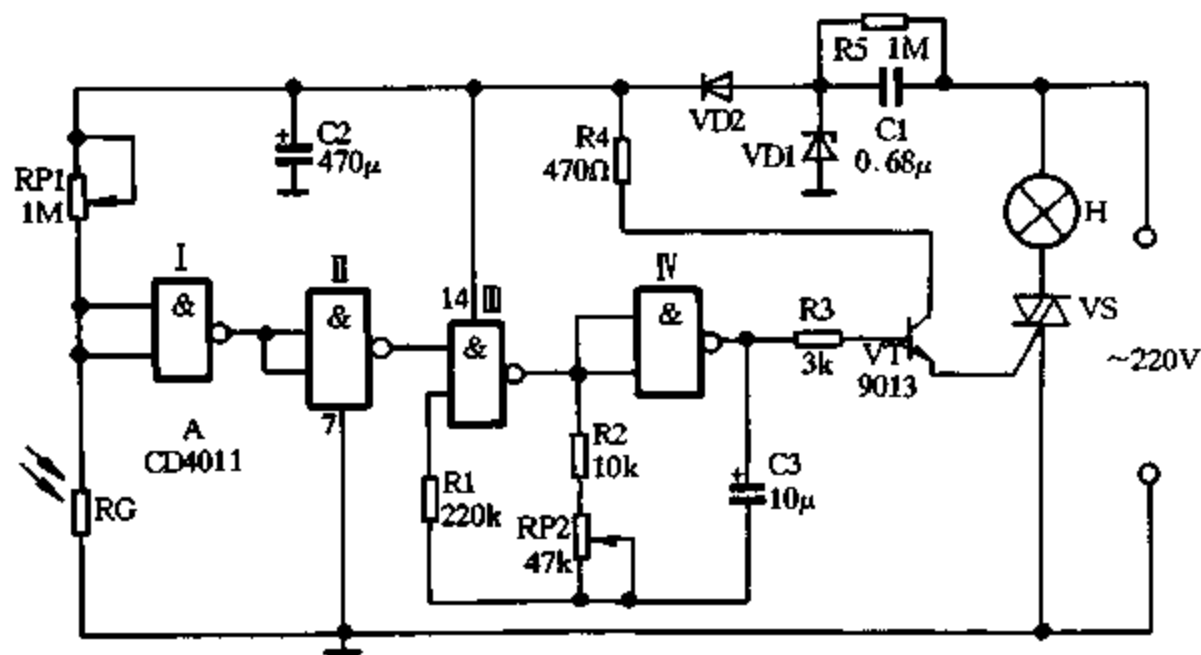 R5 1M
C1
0.68μ
VD2
VD1
R4
470Ω
C2
470μ
RP1
1M
H
VS
~220V
I
II
14 III
IV
&
&
&
&
7
R3
3k
VT
9013
A
CD4011
RG
R1
220k
R2
10k
RP2
47k
C3
10μ
+
+